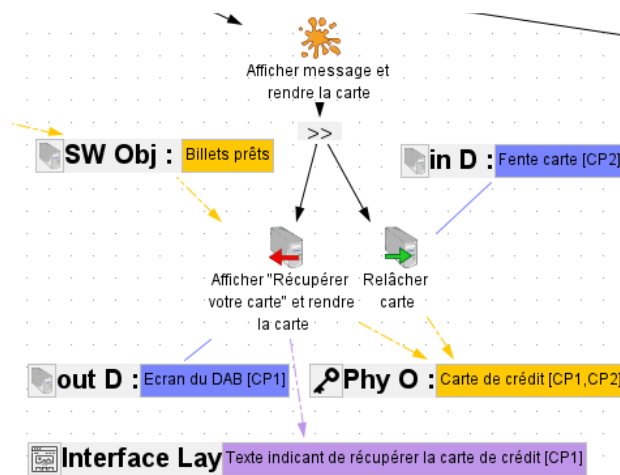 Afficher message et
rendre la carte
>>
SW Obj : Billets prêts
in D : Fente carte [CP2]
Afficher "Récupérer
votre carte" et rendre
la carte
Relâcher
carte
out D : Ecran du DAB [CP1]
Phy O : Carte de crédit [CP1,CP2]
Interface Lay Texte indicant de récupérer la carte de crédit [CP1]